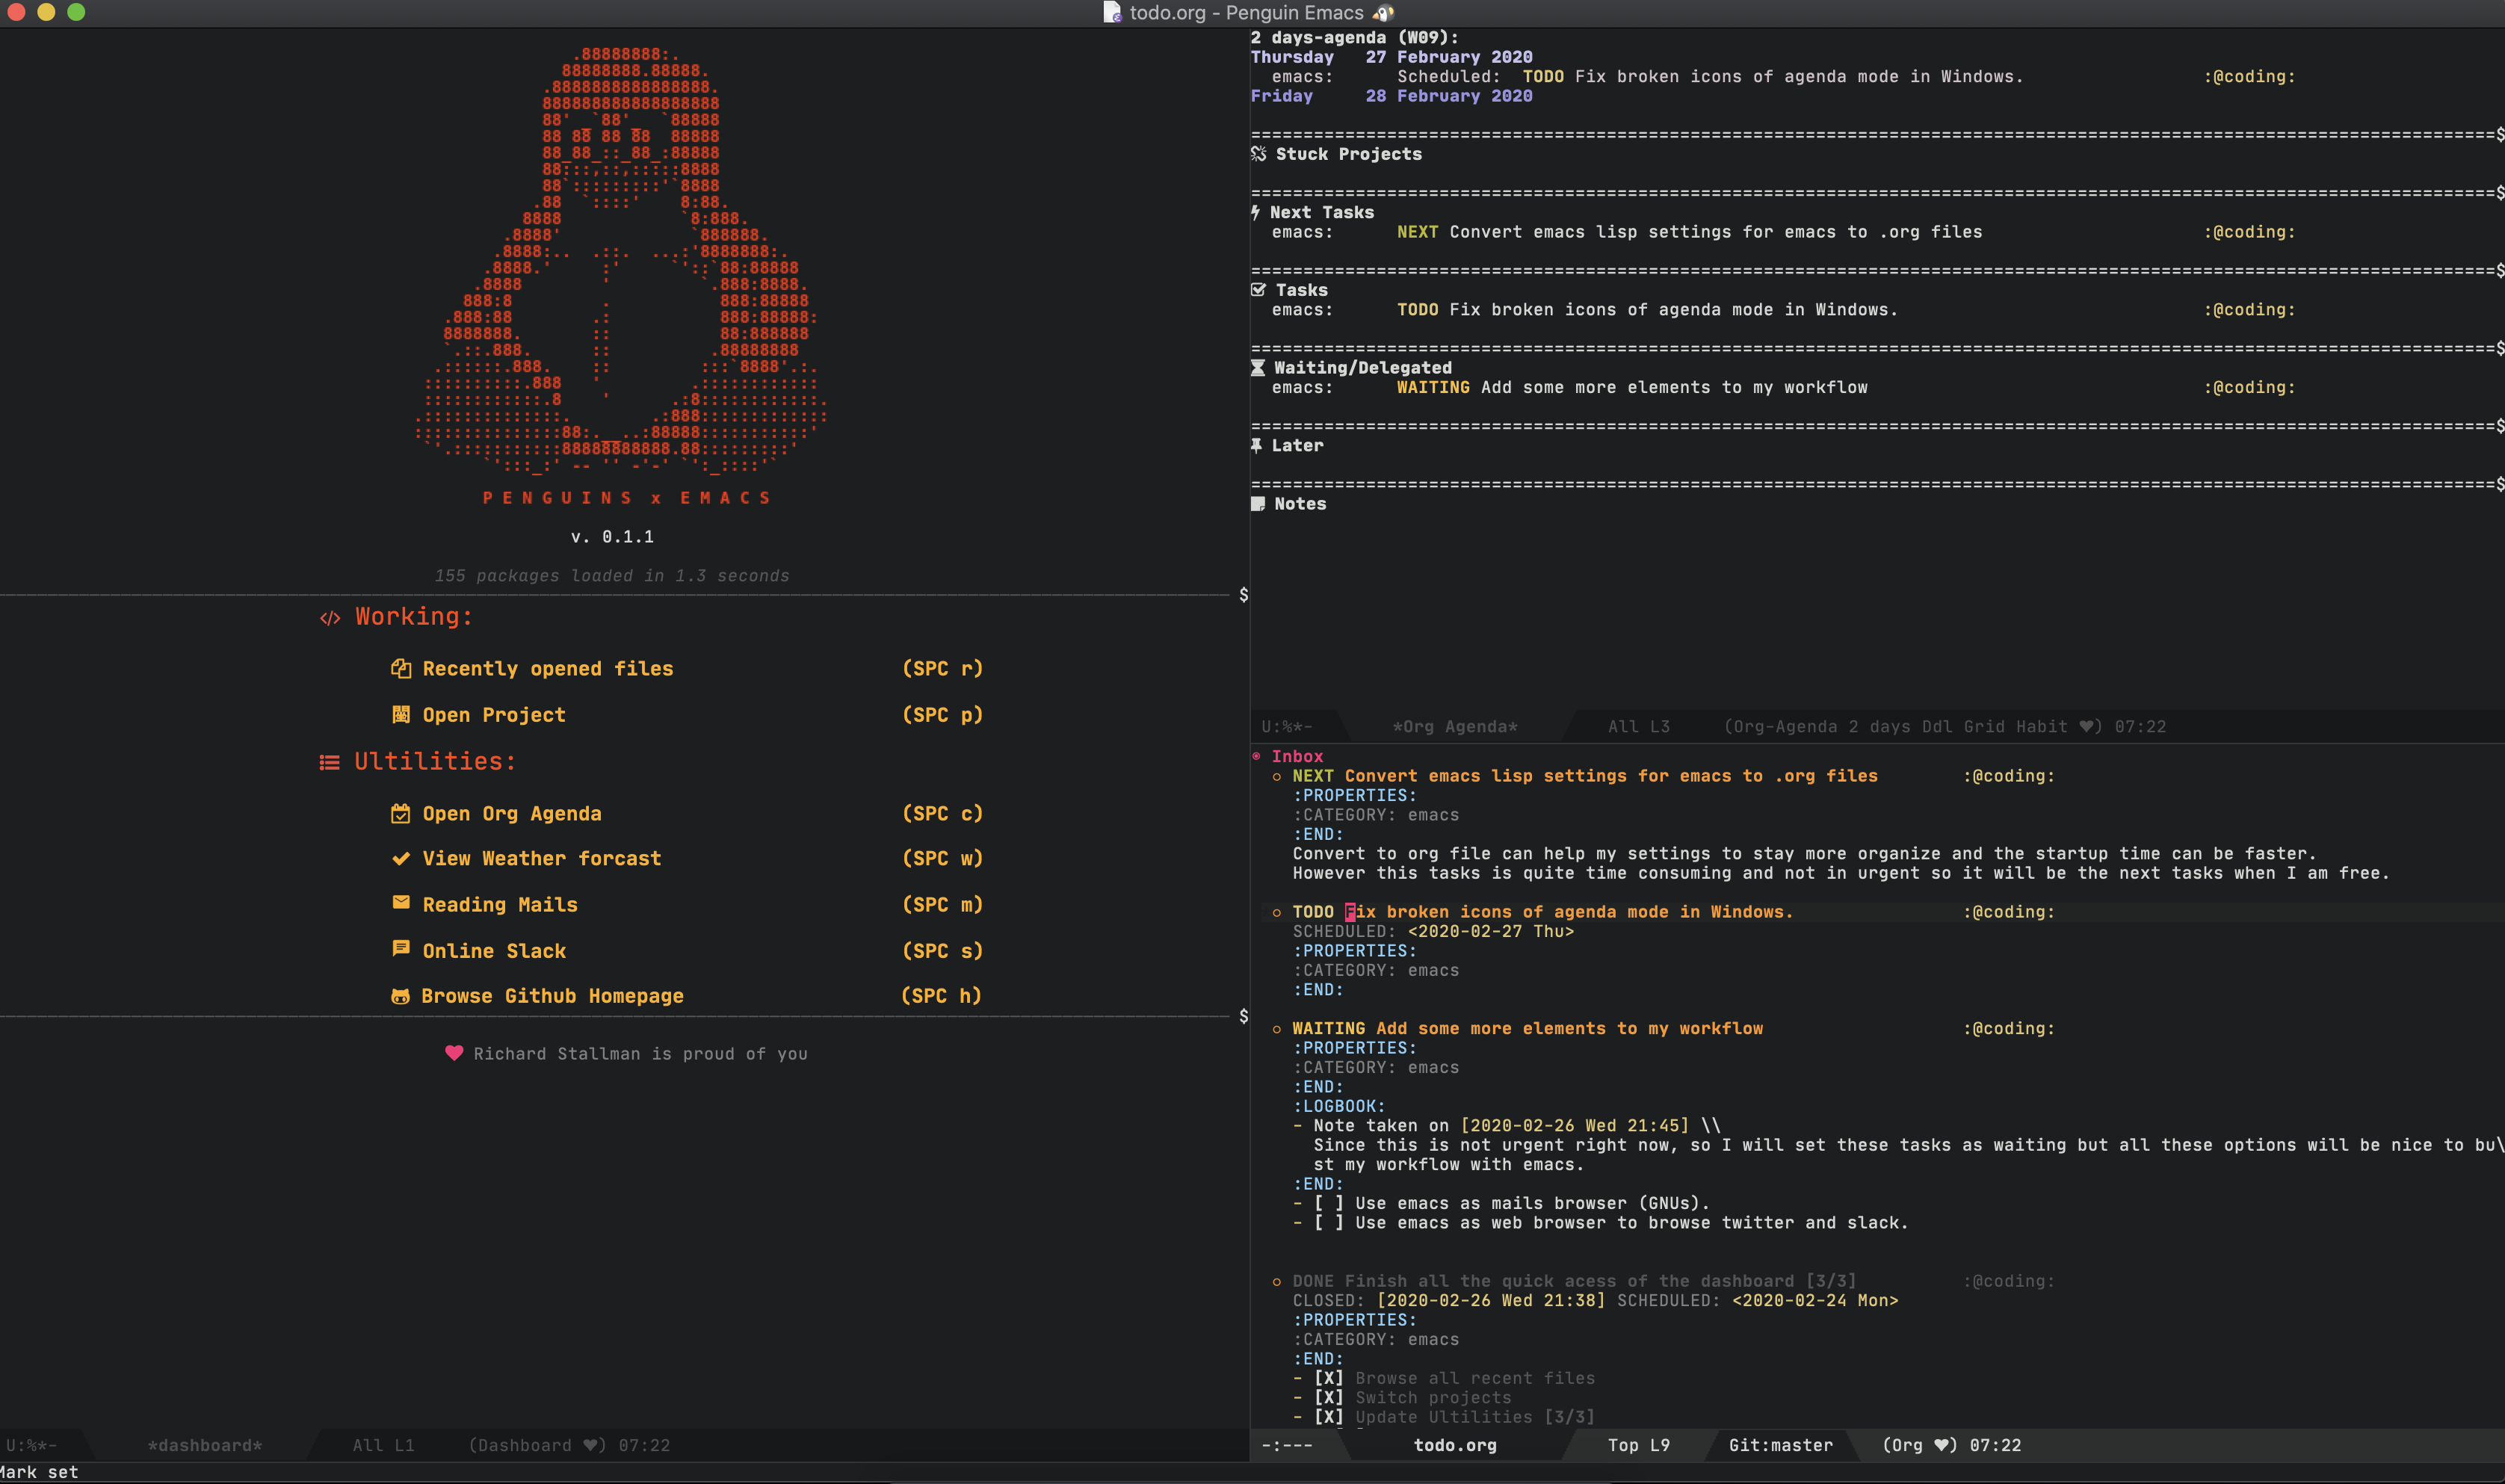 todo.org - Penguin Emacs 🐧
P E N G U I N S x E M A C S
v. 0.1.1
155 packages loaded in 1.3 seconds
$
</> Working:
Recently opened files (SPC r)
Open Project (SPC p)
Ultilities:
Open Org Agenda (SPC c)
View Weather forcast (SPC w)
Reading Mails (SPC m)
Online Slack (SPC s)
Browse Github Homepage (SPC h)
$
Richard Stallman is proud of you
U:%*- *dashboard* All L1 (Dashboard ♥) 07:22
2 days-agenda (W09):
Thursday 27 February 2020
emacs: Scheduled: TODO Fix broken icons of agenda mode in Windows. :@coding:
Friday 28 February 2020
Stuck Projects
Next Tasks
emacs: NEXT Convert emacs lisp settings for emacs to .org files :@coding:
Tasks
emacs: TODO Fix broken icons of agenda mode in Windows. :@coding:
Waiting/Delegated
emacs: WAITING Add some more elements to my workflow :@coding:
Later
Notes
U:%*- *Org Agenda* All L3 (Org-Agenda 2 days Ddl Grid Habit ♥) 07:22
Inbox
○ NEXT Convert emacs lisp settings for emacs to .org files :@coding:
:PROPERTIES:
:CATEGORY: emacs
:END:
Convert to org file can help my settings to stay more organize and the startup time can be faster.
However this tasks is quite time consuming and not in urgent so it will be the next tasks when I am free.
○ TODO Fix broken icons of agenda mode in Windows. :@coding:
SCHEDULED: <2020-02-27 Thu>
:PROPERTIES:
:CATEGORY: emacs
:END:
○ WAITING Add some more elements to my workflow :@coding:
:PROPERTIES:
:CATEGORY: emacs
:END:
:LOGBOOK:
- Note taken on [2020-02-26 Wed 21:45] \\
Since this is not urgent right now, so I will set these tasks as waiting but all these options will be nice to bu\
st my workflow with emacs.
:END:
- [ ] Use emacs as mails browser (GNUs).
- [ ] Use emacs as web browser to browse twitter and slack.
○ DONE Finish all the quick acess of the dashboard [3/3] :@coding:
CLOSED: [2020-02-26 Wed 21:38] SCHEDULED: <2020-02-24 Mon>
:PROPERTIES:
:CATEGORY: emacs
:END:
- [X] Browse all recent files
- [X] Switch projects
- [X] Update Ultilities [3/3]
-:--- todo.org Top L9 Git:master (Org ♥) 07:22
Mark set